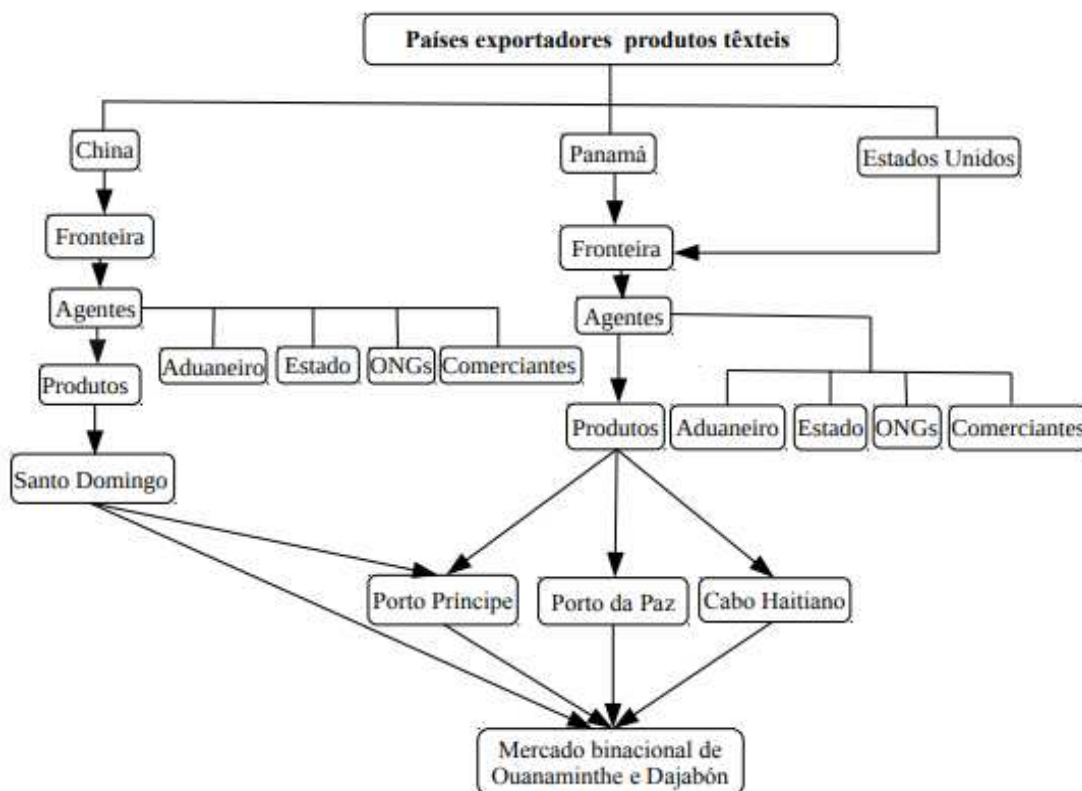 Países exportadores produtos têxteis
China
Panamá
Estados Unidos
Fronteira
Fronteira
Agentes
Agentes
Aduaneiro
Estado
ONGs
Comerciantes
Produtos
Produtos
Aduaneiro
Estado
ONGs
Comerciantes
Santo Domingo
Porto Príncipe
Porto da Paz
Cabo Haitiano
Mercado binacional de
Ouanaminthe e Dajabón